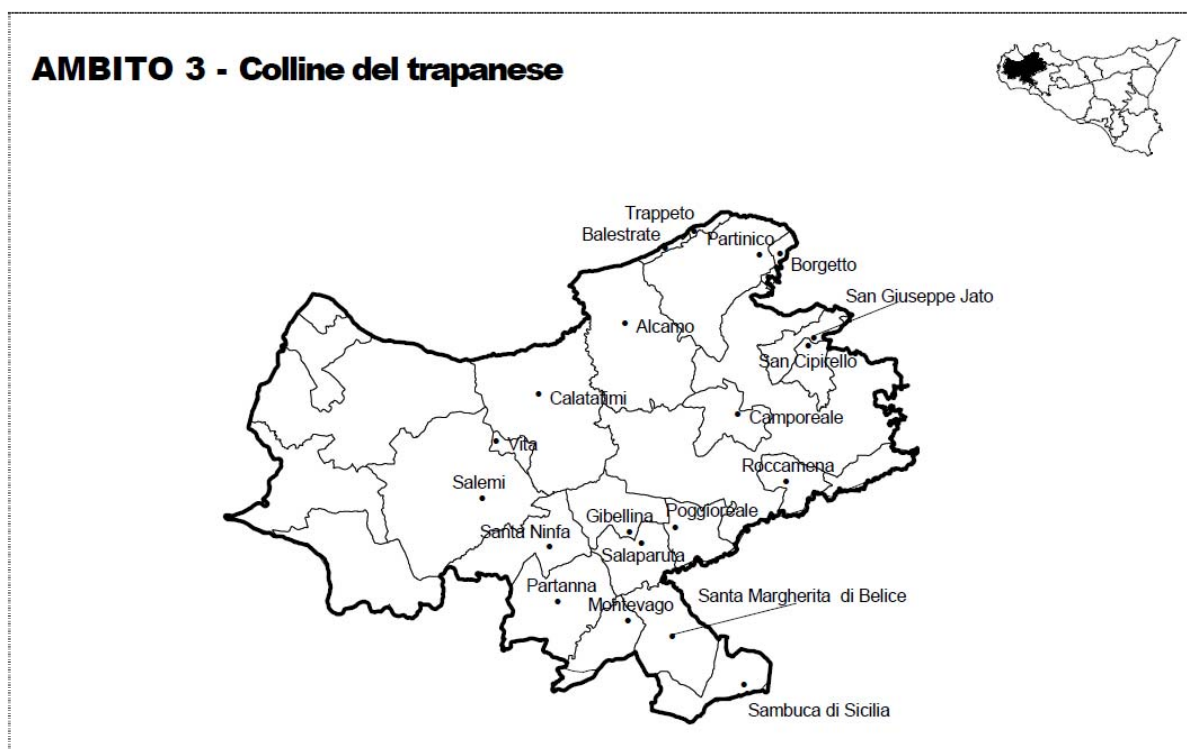 AMBITO 3 - Colline del trapanese
Trappeto
Balestrate
Partinico
Borgetto
San Giuseppe Jato
Alcamo
San Cipirello
Calatafimi
Camporeale
Vita
Roccamena
Salemi
Gibellina
Poggioreale
Santa Ninfa
Salaparuta
Partanna
Montevago
Santa Margherita di Belice
Sambuca di Sicilia